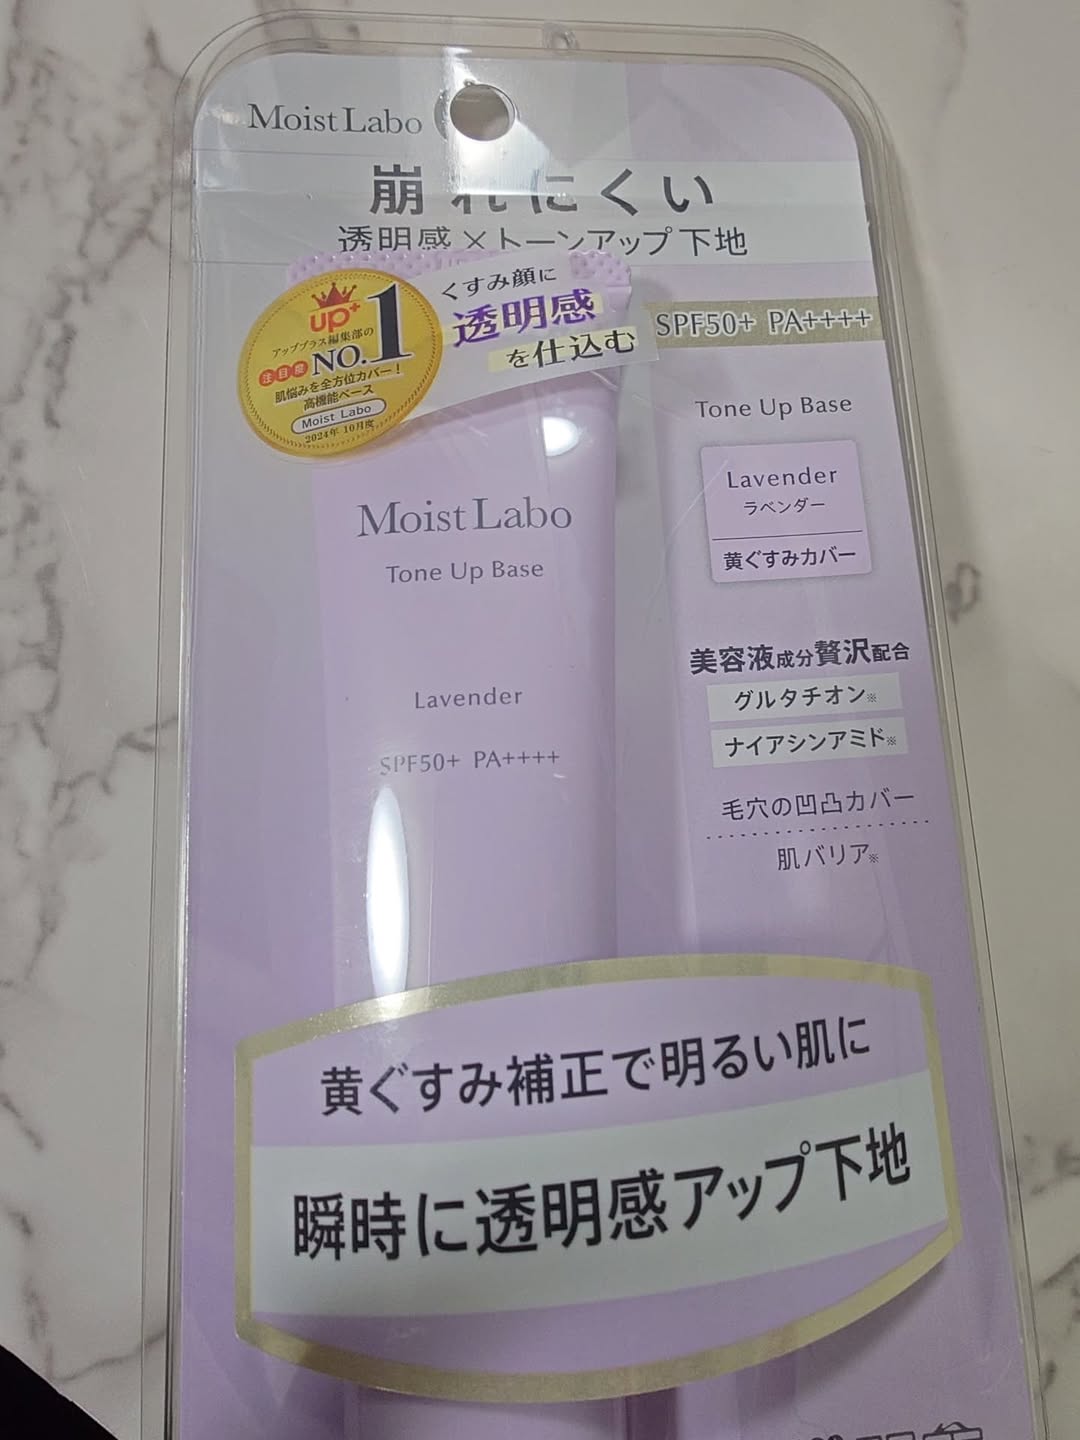 Moist Labo
崩れにくい
透明感×トーンアップ下地
up+
アッププラス編集部の
注目度 NO.1
肌悩みを全方位カバー！
高機能ベース
Moist Labo
2024年 10月度
くすみ顔に
透明感
を仕込む
SPF50+ PA++++
Tone Up Base
Lavender
ラベンダー
黄ぐすみカバー
Moist Labo
Tone Up Base
Lavender
SPF50+ PA++++
美容液成分贅沢配合
グルタチオン※
ナイアシンアミド※
毛穴の凹凸カバー
肌バリア※
黄ぐすみ補正で明るい肌に
瞬時に透明感アップ下地